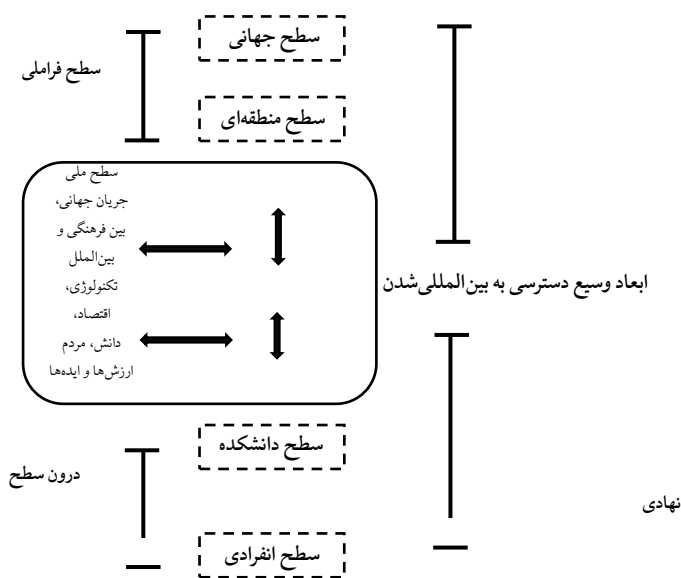 سطح جهانی
سطح فراملی
سطح منطقه‌ای
سطح ملی
جریان جهانی،
بین فرهنگی و
بین‌الملل
تکنولوژی،
اقتصاد،
دانش، مردم
ارزش‌ها و ایده‌ها
ابعاد وسیع دسترسی به بین‌المللی‌شدن
سطح دانشکده
درون سطح
نهادی
سطح انفرادی